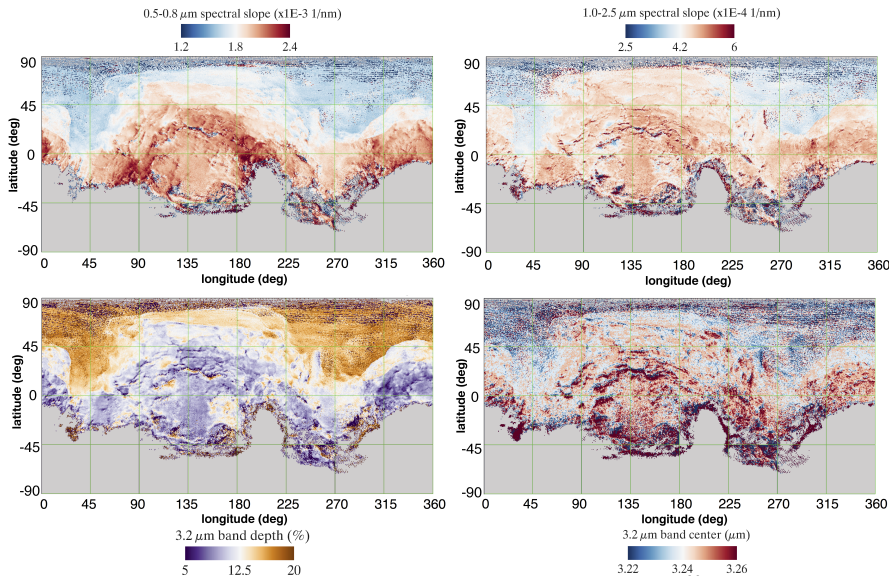 0.5-0.8 μm spectral slope (x1E-3 1/nm)
1.2 1.8 2.4
90
45
0
-45
-90
latitude (deg)
0 45 90 135 180 225 270 315 360
longitude (deg)
1.0-2.5 μm spectral slope (x1E-4 1/nm)
2.5 4.2 6
90
45
0
-45
-90
latitude (deg)
0 45 90 135 180 225 270 315 360
longitude (deg)
90
45
0
-45
-90
latitude (deg)
0 45 90 135 180 225 270 315 360
longitude (deg)
3.2 μm band depth (%)
5 12.5 20
90
45
0
-45
-90
latitude (deg)
0 45 90 135 180 225 270 315 360
longitude (deg)
3.2 μm band center (μm)
3.22 3.24 3.26